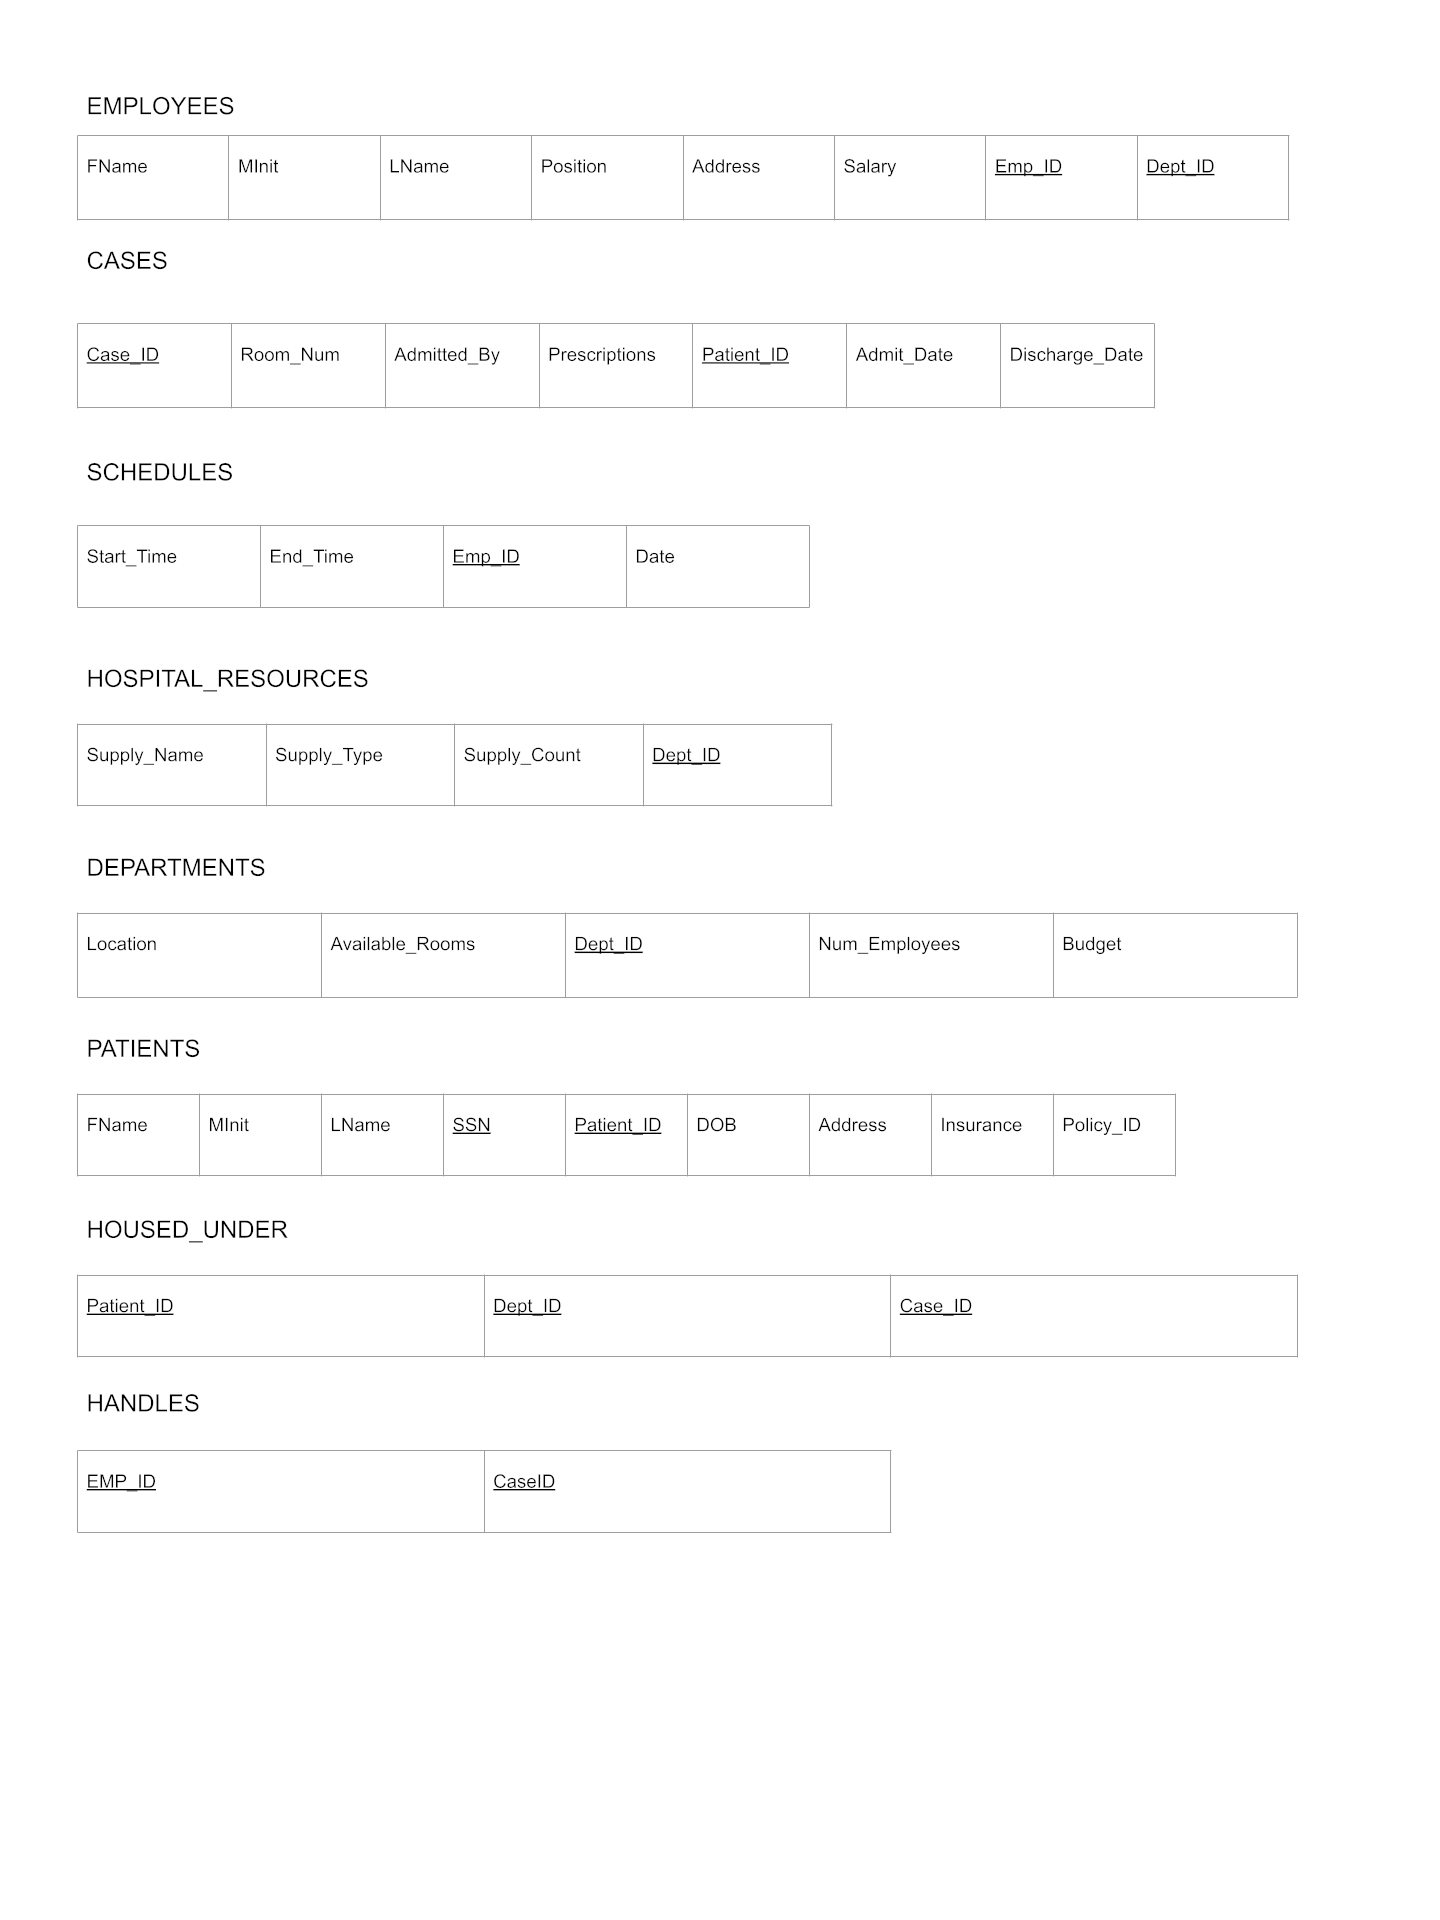 EMPLOYEES
FName MInit LName Position Address Salary Emp_ID Dept_ID
CASES
Case_ID Room_Num Admitted_By Prescriptions Patient_ID Admit_Date Discharge_Date
SCHEDULES
Start_Time End_Time Emp_ID Date
HOSPITAL_RESOURCES
Supply_Name Supply_Type Supply_Count Dept_ID
DEPARTMENTS
Location Available_Rooms Dept_ID Num_Employees Budget
PATIENTS
FName MInit LName SSN Patient_ID DOB Address Insurance Policy_ID
HOUSED_UNDER
Patient_ID Dept_ID Case_ID
HANDLES
EMP_ID CaseID